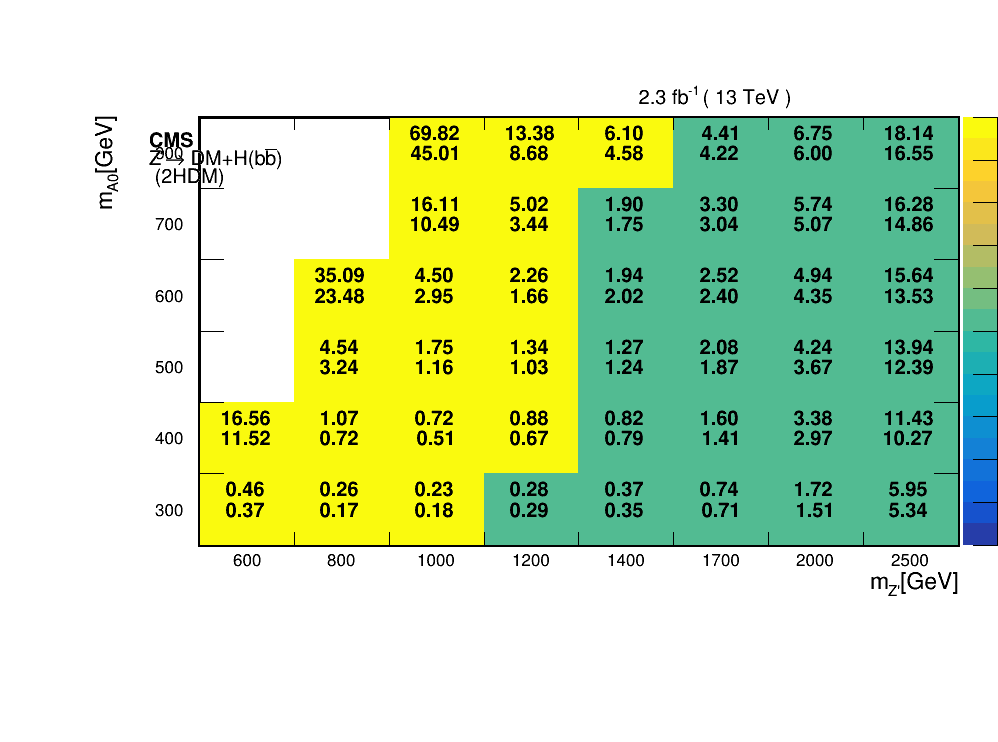 2.3 fb-1 ( 13 TeV )
mA0[GeV]
CMS
Z → DM+H(bb̅)
(2HDM)
900
69.82 13.38 6.10 4.41 6.75 18.14
45.01 8.68 4.58 4.22 6.00 16.55
700
16.11 5.02 1.90 3.30 5.74 16.28
10.49 3.44 1.75 3.04 5.07 14.86
600
35.09 4.50 2.26 1.94 2.52 4.94 15.64
23.48 2.95 1.66 2.02 2.40 4.35 13.53
500
4.54 1.75 1.34 1.27 2.08 4.24 13.94
3.24 1.16 1.03 1.24 1.87 3.67 12.39
400
16.56 1.07 0.72 0.88 0.82 1.60 3.38 11.43
11.52 0.72 0.51 0.67 0.79 1.41 2.97 10.27
300
0.46 0.26 0.23 0.28 0.37 0.74 1.72 5.95
0.37 0.17 0.18 0.29 0.35 0.71 1.51 5.34
600 800 1000 1200 1400 1700 2000 2500
mZ'[GeV]